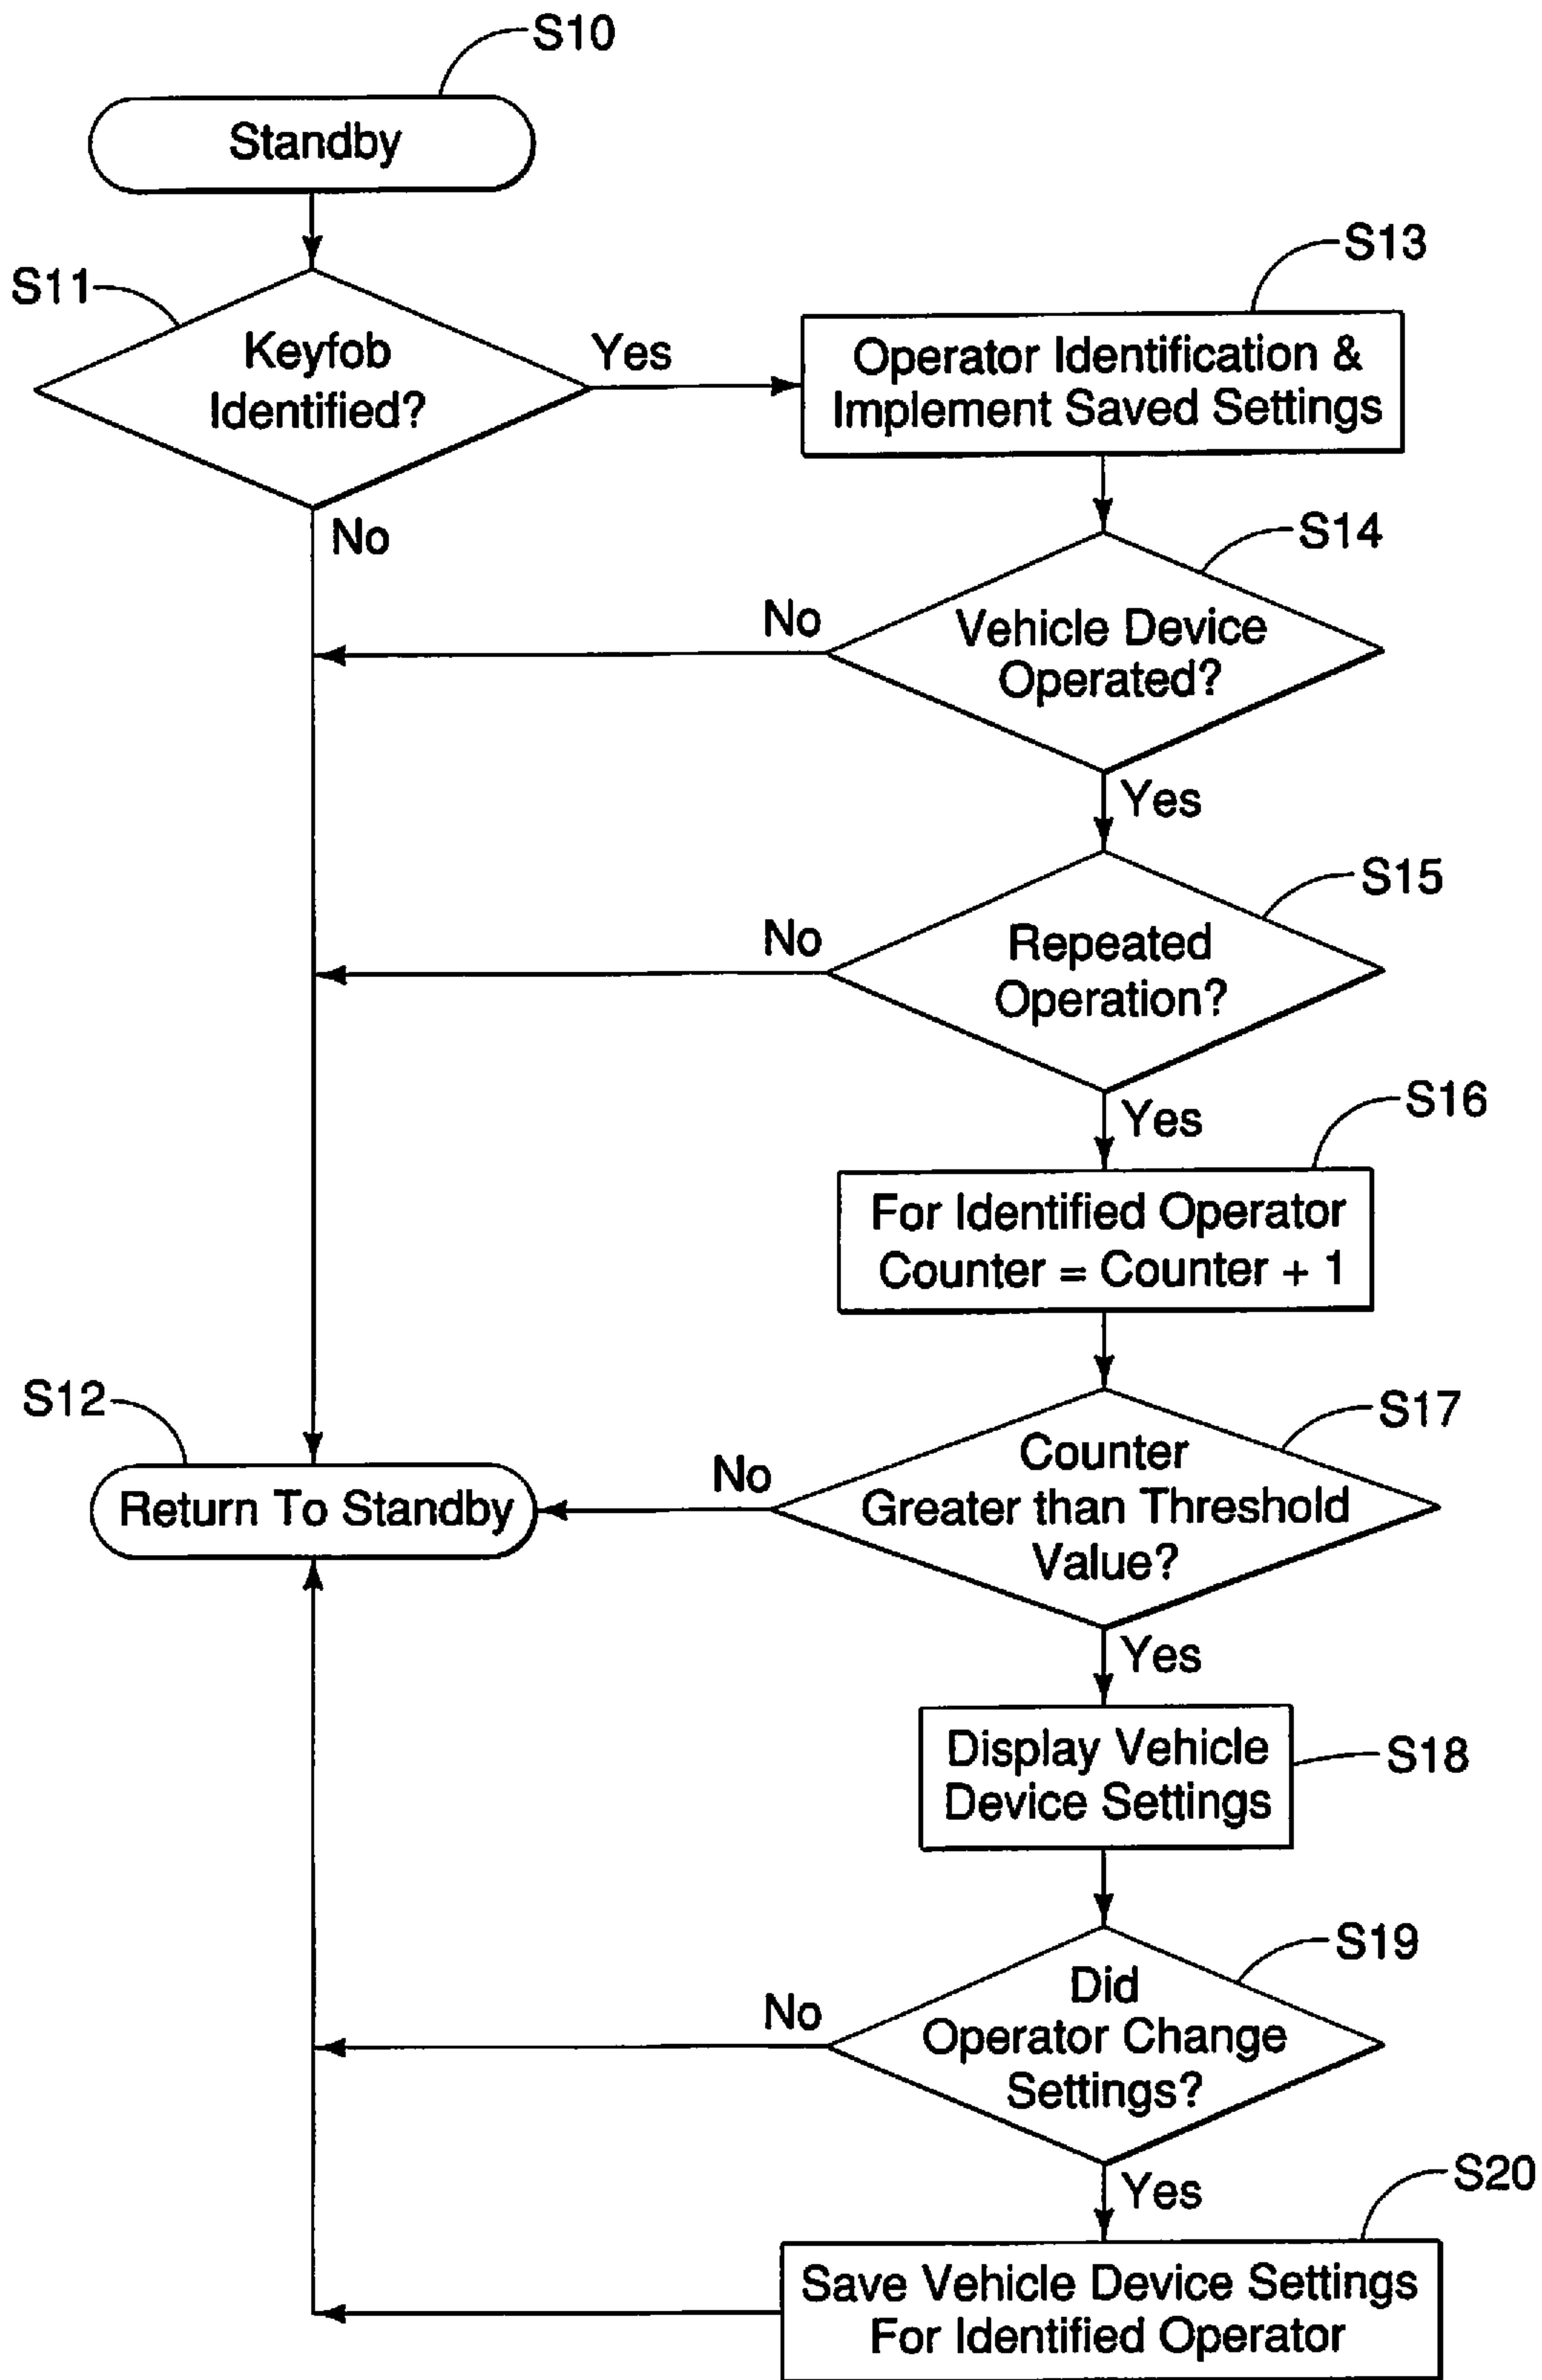 S10
Standby
S11
Keyfob
Identified?
Yes
No
S13
Operator Identification &
Implement Saved Settings
S14
Vehicle Device
Operated?
No
Yes
S15
Repeated
Operation?
No
Yes
S16
For Identified Operator
Counter = Counter + 1
S12
Return To Standby
S17
Counter
Greater than Threshold
Value?
No
Yes
S18
Display Vehicle
Device Settings
S19
Did
Operator Change
Settings?
No
Yes
S20
Save Vehicle Device Settings
For Identified Operator